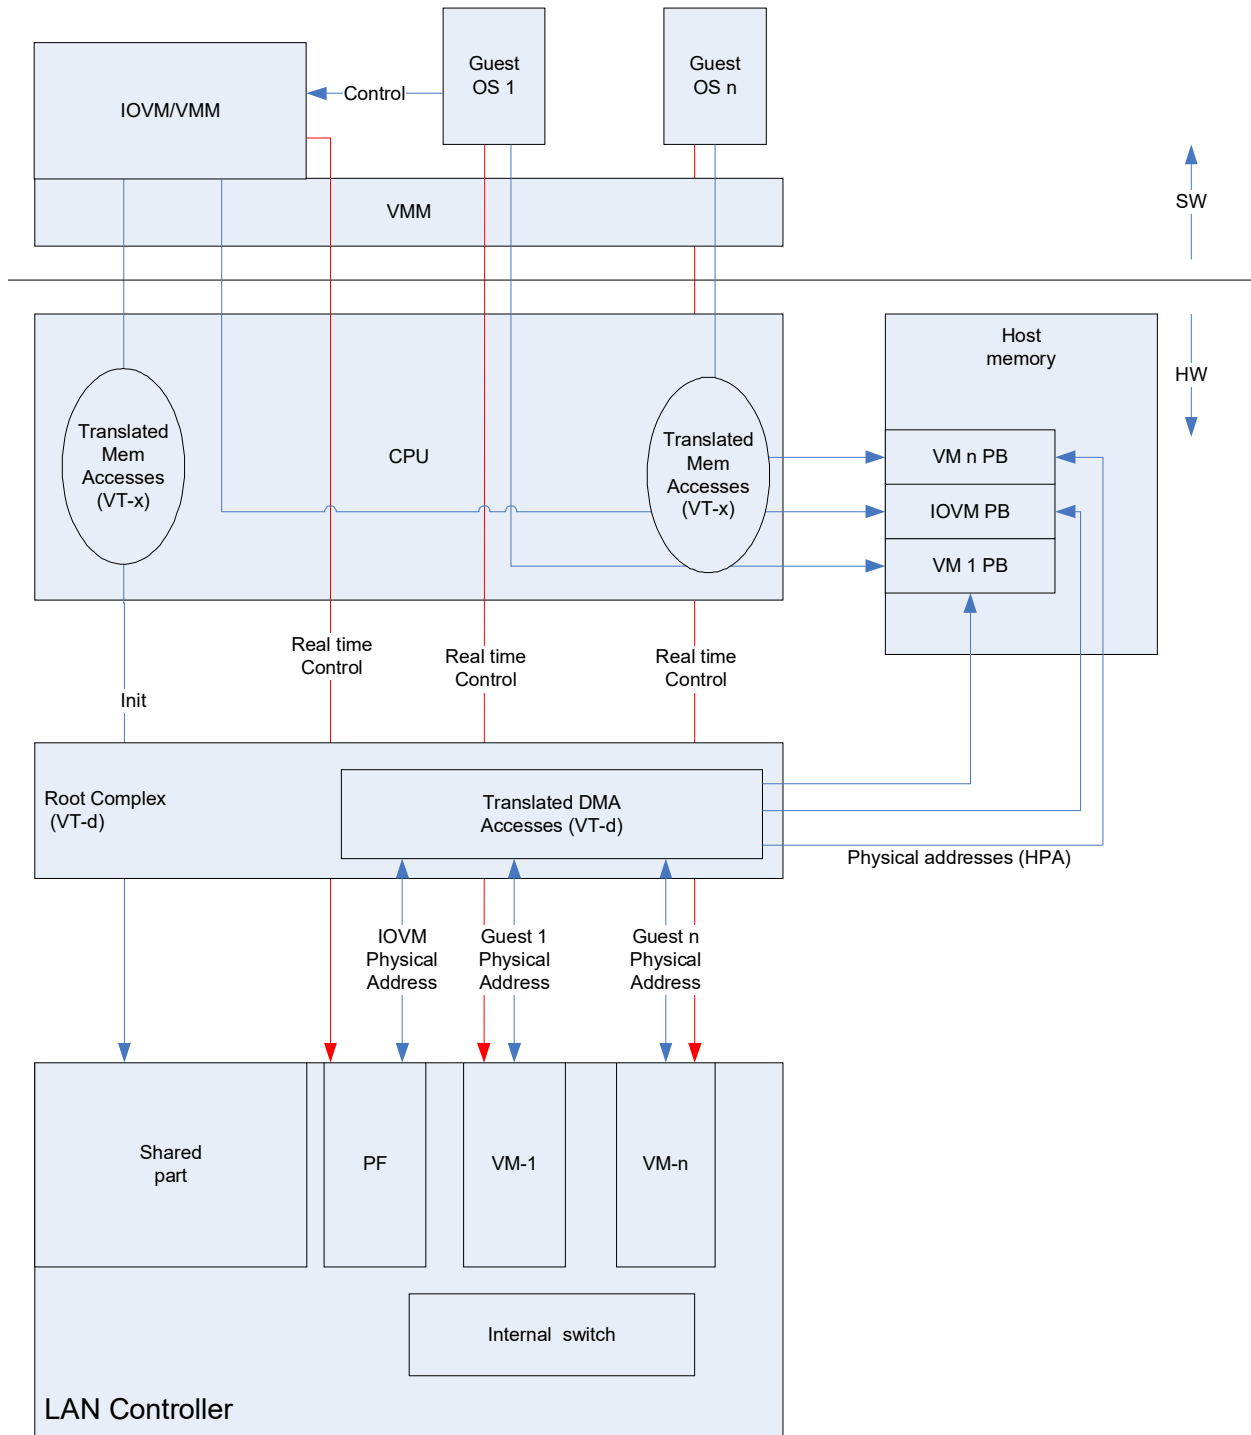 Guest
OS 1
Guest
OS n
IOVM/VMM
Control
VMM
SW
HW
Host
memory
Translated
Mem
Accesses
(VT-x)
CPU
Translated
Mem
Accesses
(VT-x)
VM n PB
IOVM PB
VM 1 PB
Real time
Control
Real time
Control
Real time
Control
Init
Root Complex
(VT-d)
Translated DMA
Accesses (VT-d)
Physical addresses (HPA)
IOVM
Physical
Address
Guest 1
Physical
Address
Guest n
Physical
Address
Shared
part
PF
VM-1
VM-n
Internal switch
LAN Controller